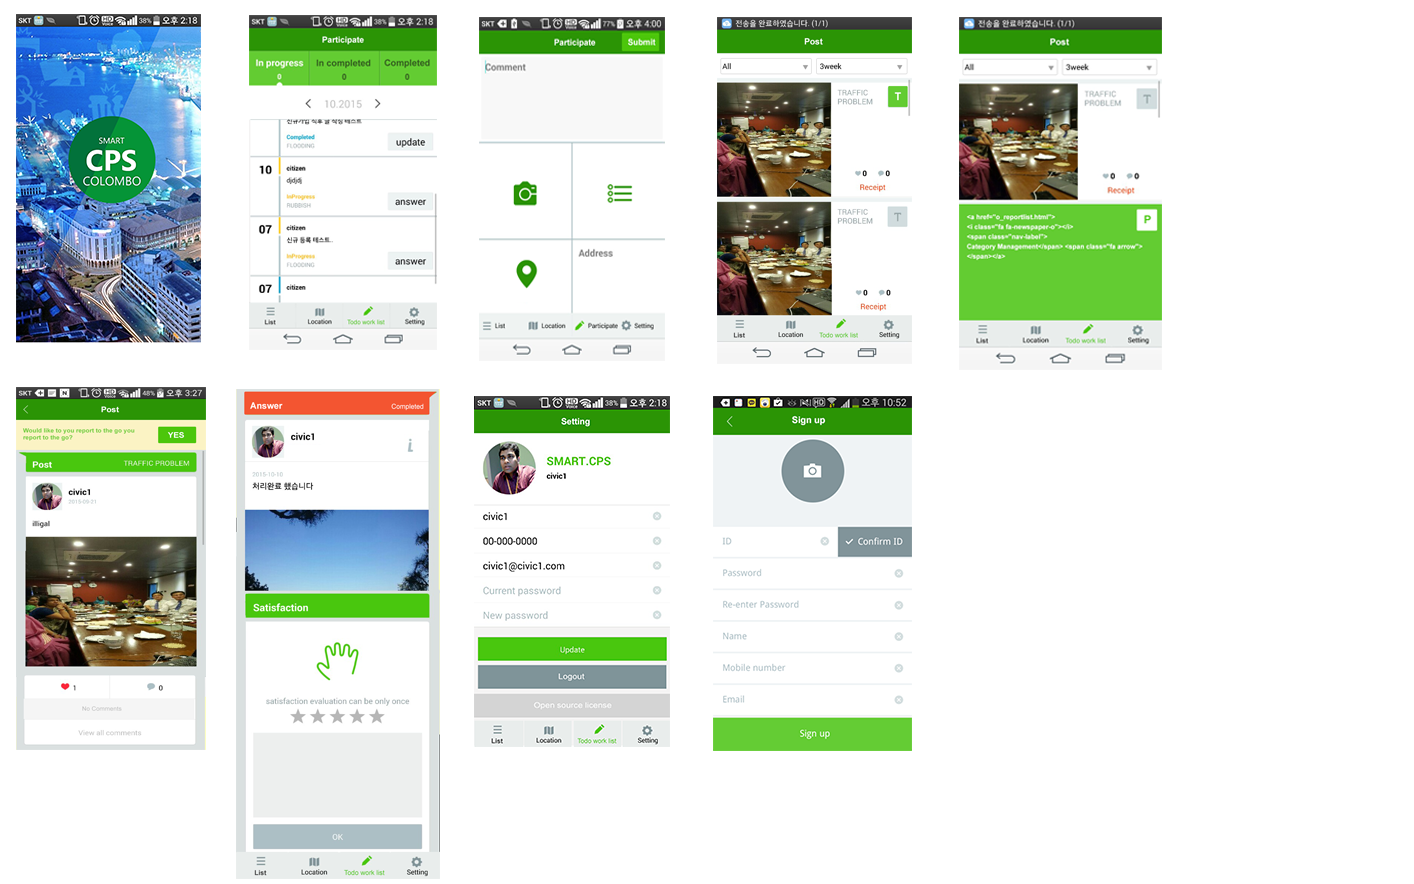 SKT 38% 오후 2:18
SMART
CPS
COLOMBO
SKT 38% 오후 2:18
Participate
In progress In completed Completed
0 0 0
10.2015
Completed
FLOODING
update
10 citizen
djdjdj
InProgress
RUBBISH
answer
07 citizen
신규 등록 테스트..
InProgress
FLOODING
answer
07 citizen
List Location Todo work list Setting
SKT 77% 오후 4:00
Participate Submit
Comment
Address
List Location Participate Setting
전송을 완료하였습니다. (1/1)
Post
All 3week
TRAFFIC
PROBLEM
T
0 0
Receipt
TRAFFIC
PROBLEM
T
0 0
Receipt
List Location Todo work list Setting
전송을 완료하였습니다. (1/1)
Post
All 3week
TRAFFIC
PROBLEM
T
0 0
Receipt
P
<a href="o_reportlist.html">
<i class="fa fa-newspaper-o"></i>
<span class="nav-label">
Category Management</span> <span class="fa arrow">
</span></a>
List Location Todo work list Setting
SKT N 48% 오후 3:27
Post
Would like to you report to the go you
report to the go?
YES
Post TRAFFIC PROBLEM
civic1
illigal
1 0
No Comments
View all comments
Answer Completed
civic1
i
2015-10-16
처리완료 했습니다
Satisfaction
satisfaction evaluation can be only once
OK
List Location Todo work list Setting
SKT 38% 오후 2:18
Setting
SMART.CPS
civic1
civic1
00-000-0000
civic1@civic1.com
Current password
New password
Update
Logout
Open source license
List Location Todo work list Setting
오후 10:52
Sign up
ID Confirm ID
Password
Re-enter Password
Name
Mobile number
Email
Sign up